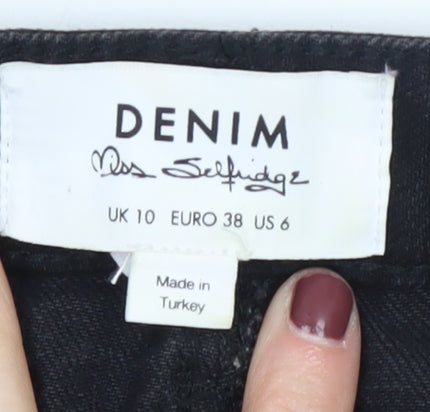 DENIM
Miss Selfridge
UK 10 EURO 38 US 6
Made in
Turkey